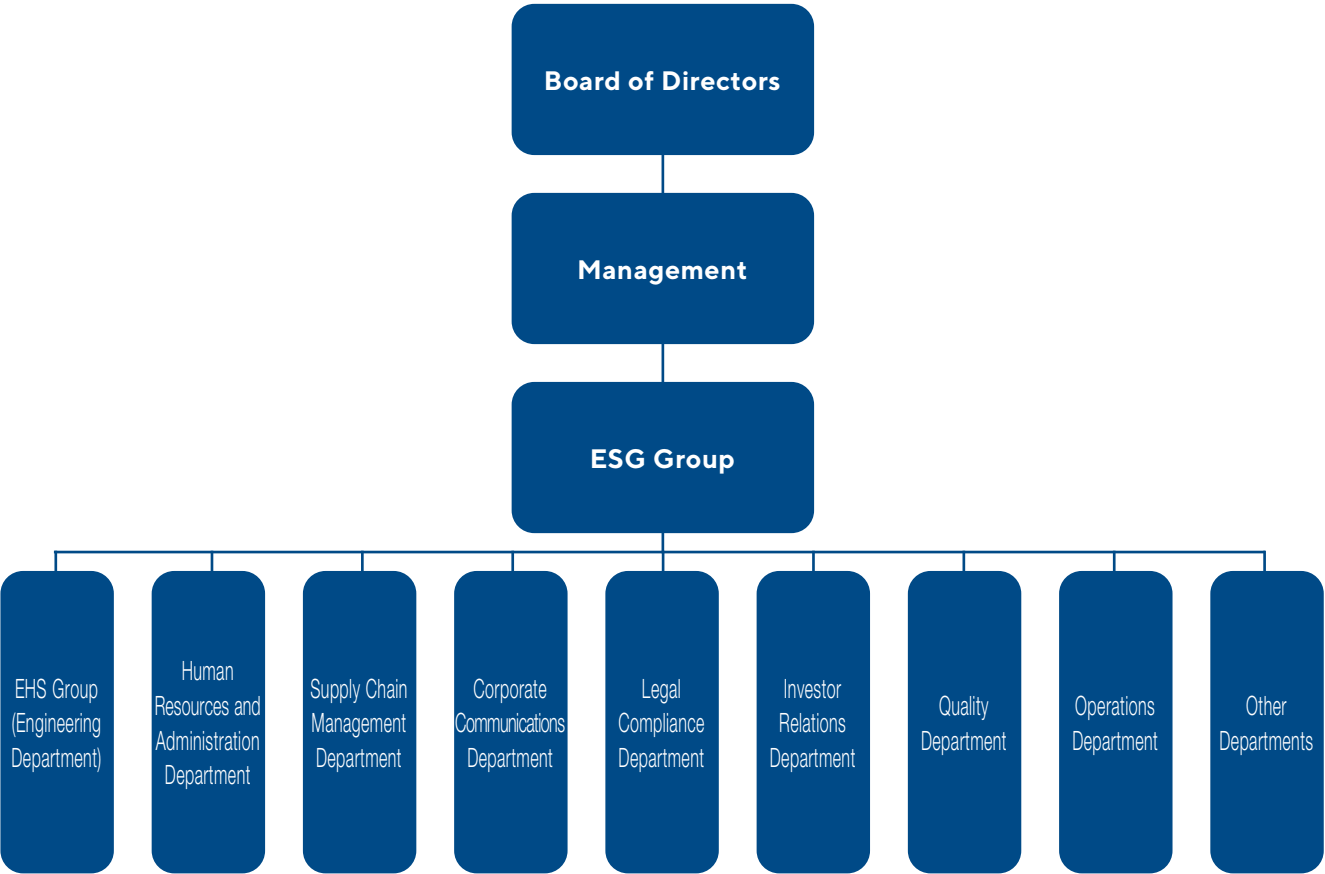 Board of Directors
Management
ESG Group
EHS Group
(Engineering
Department)
Human
Resources and
Administration
Department
Supply Chain
Management
Department
Corporate
Communications
Department
Legal
Compliance
Department
Investor
Relations
Department
Quality
Department
Operations
Department
Other
Departments